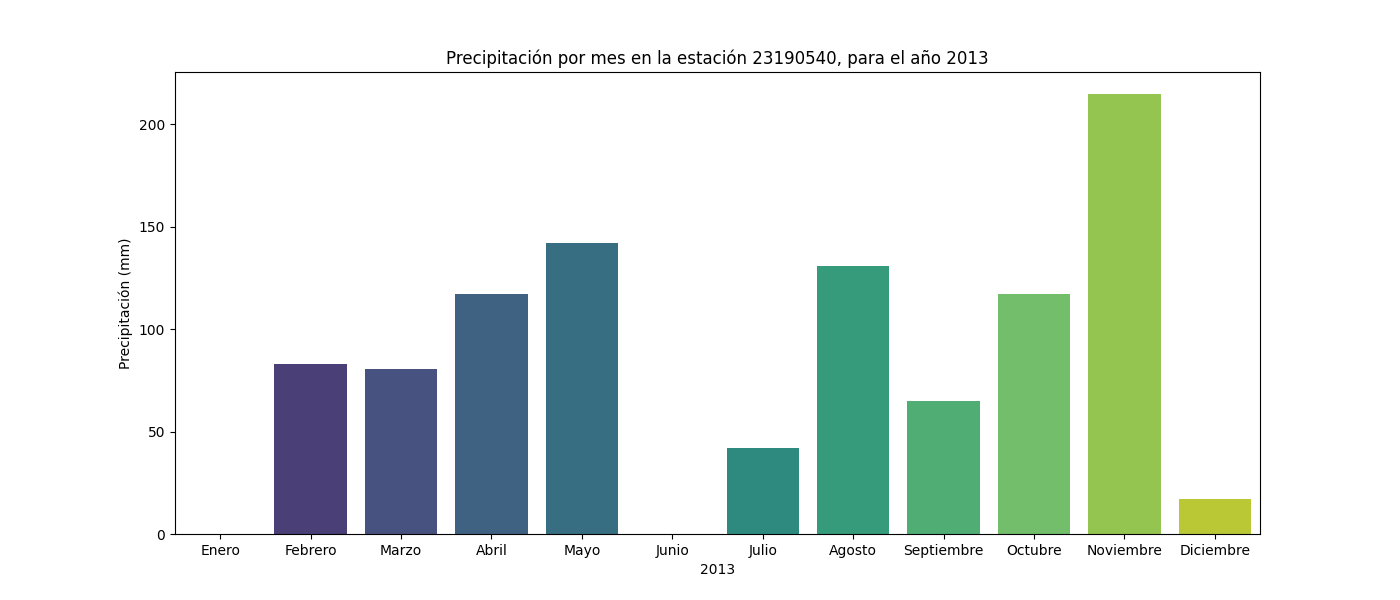 Precipitación por mes en la estación 23190540, para el año 2013
Precipitación (mm)
200
150
100
50
0
Enero Febrero Marzo Abril Mayo Junio Julio Agosto Septiembre Octubre Noviembre Diciembre
2013